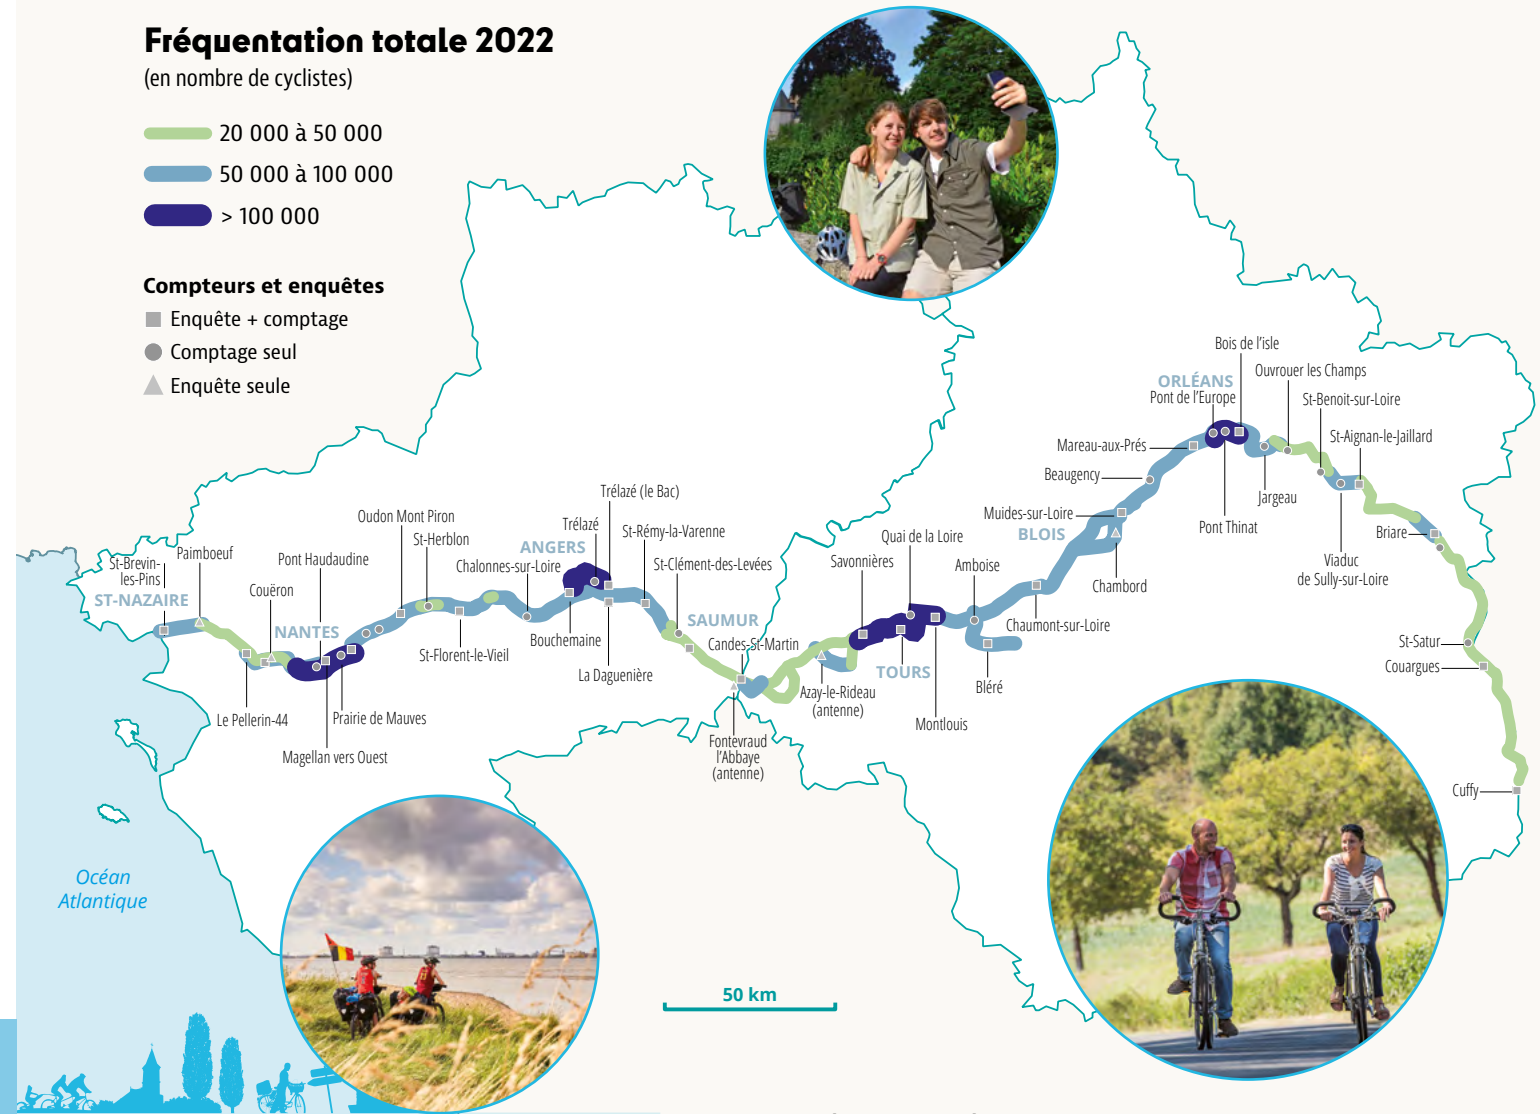 Fréquentation totale 2022
(en nombre de cyclistes)
20 000 à 50 000
50 000 à 100 000
> 100 000
Compteurs et enquêtes
Enquête + comptage
Comptage seul
Enquête seule
St-Brevin-
les-Pins
ST-NAZAIRE
Paimboeuf
Couëron
Le Pellerin-44
NANTES
Pont Haudaudine
Magellan vers Ouest
Prairie de Mauves
Oudon Mont Piron
St-Herblon
St-Florent-le-Vieil
Chalonnes-sur-Loire
ANGERS
Bouchemaine
Trélazé
Trélazé (le Bac)
La Daguenière
St-Rémy-la-Varenne
St-Clément-des-Levées
SAUMUR
Candes-St-Martin
Fontevraud
l'Abbaye
(antenne)
Azay-le-Rideau
(antenne)
Savonnières
TOURS
Quai de la Loire
Montlouis
Amboise
Bléré
Chaumont-sur-Loire
BLOIS
Chambord
Muides-sur-Loire
Beaugency
Mareau-aux-Prés
ORLÉANS
Pont de l'Europe
Pont Thinat
Bois de l'isle
Jargeau
Ouvrouer les Champs
St-Benoit-sur-Loire
Viaduc
de Sully-sur-Loire
St-Aignan-le-Jaillard
Briare
St-Satur
Couargues
Cuffy
Océan
Atlantique
50 km